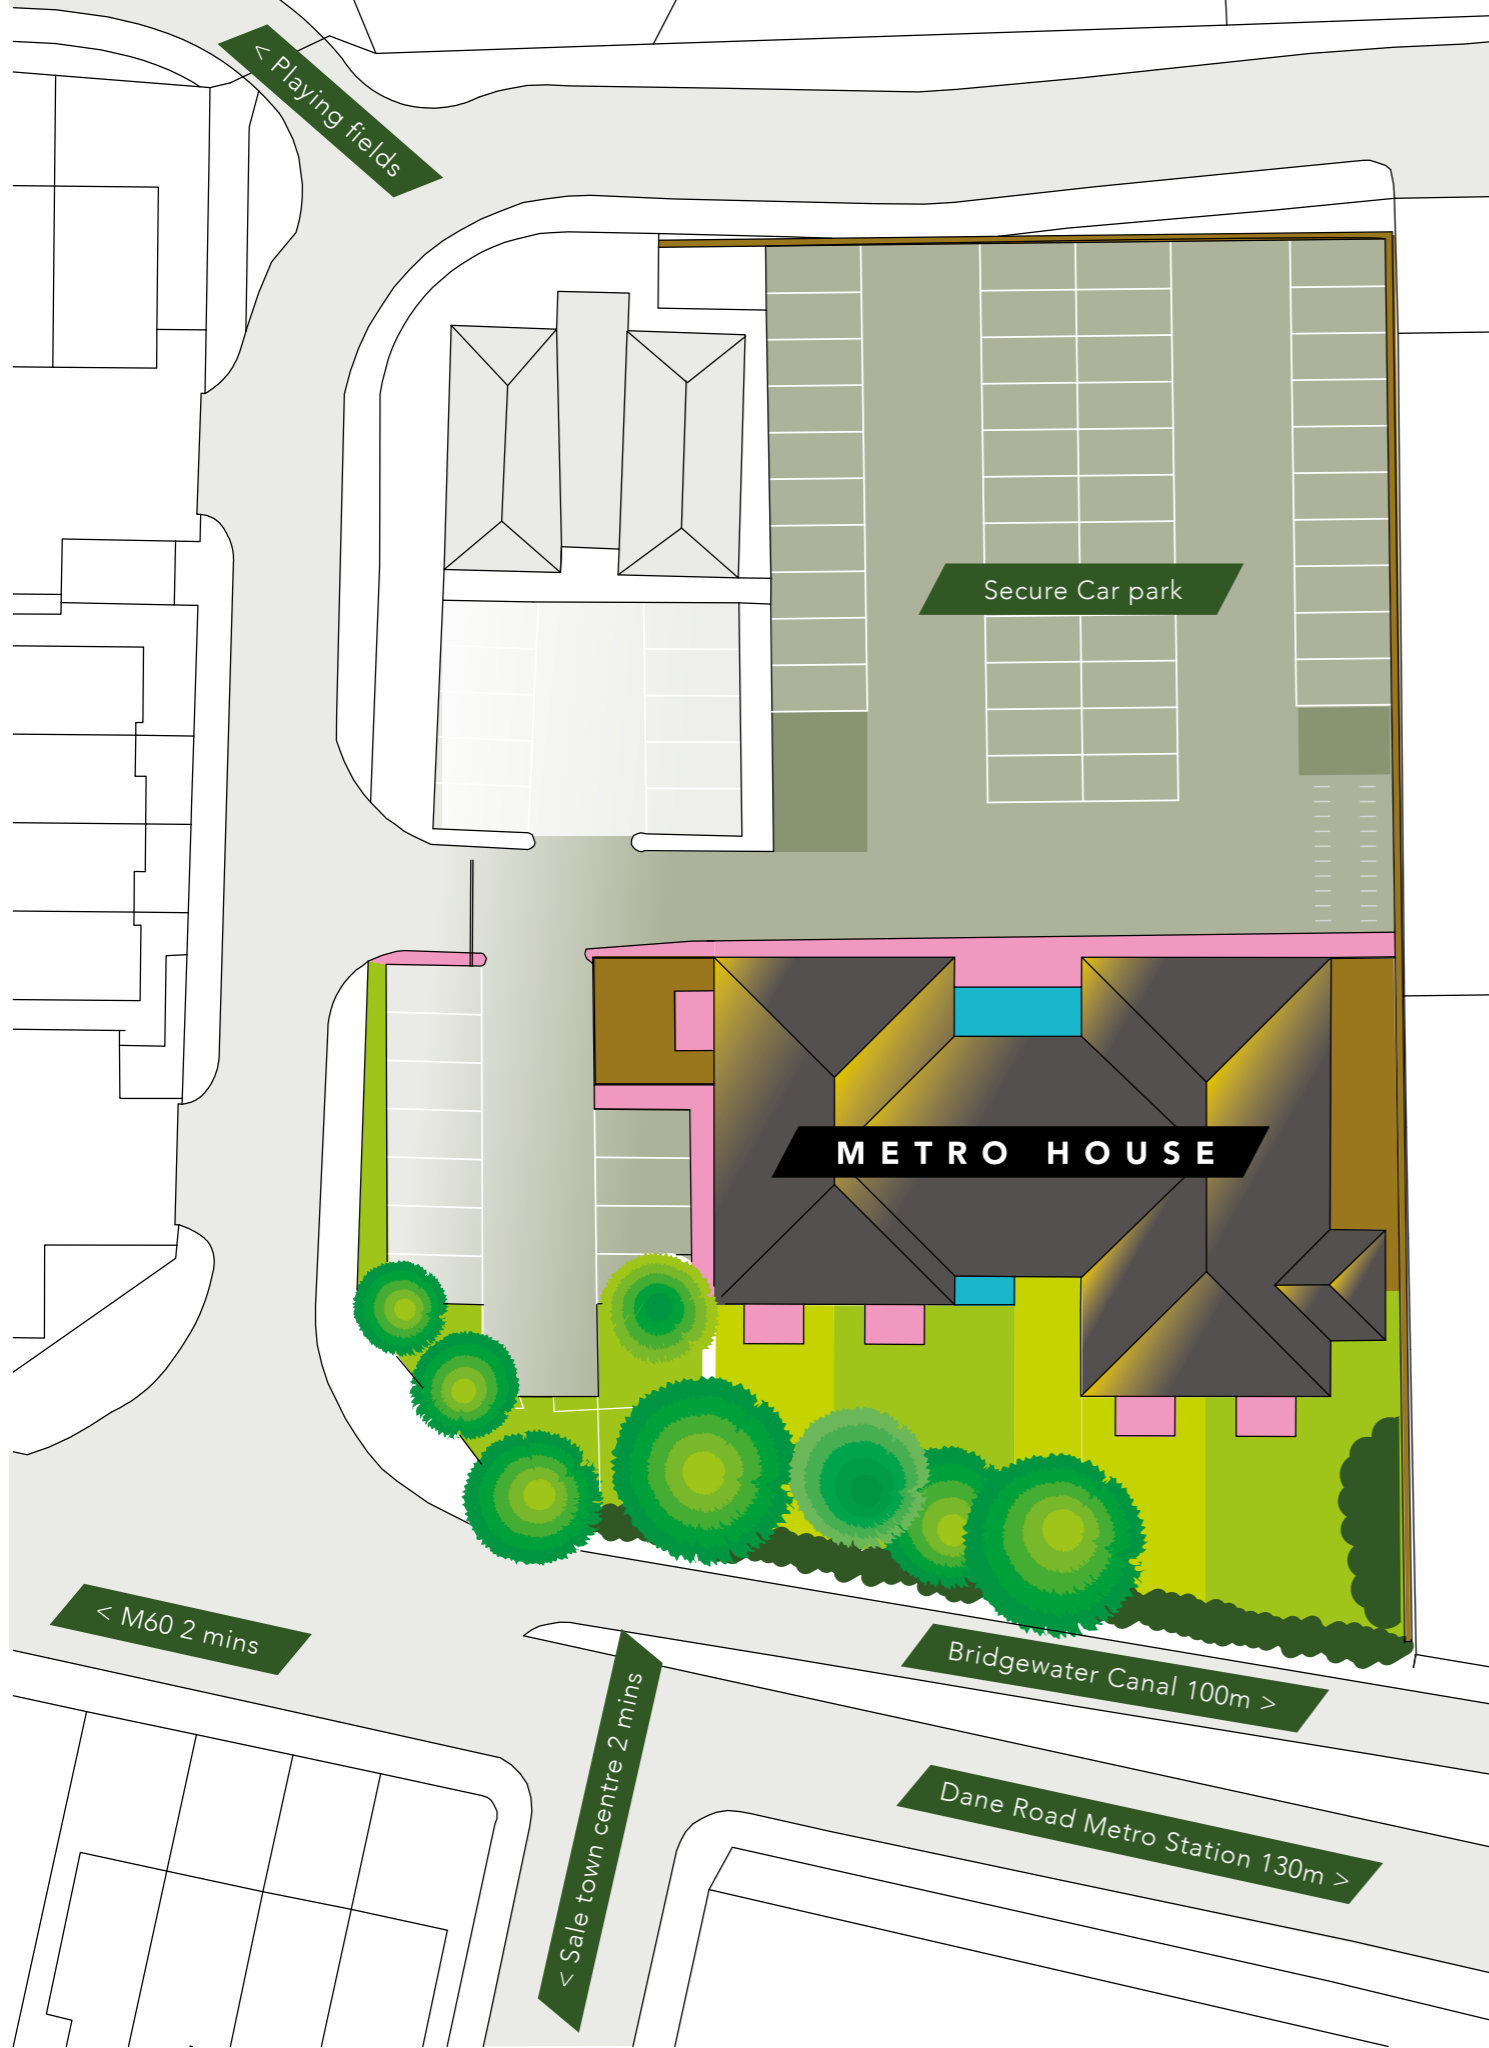 < Playing fields
Secure Car park
METRO HOUSE
< M60 2 mins
Bridgewater Canal 100m >
< Sale town centre 2 mins
Dane Road Metro Station 130m >